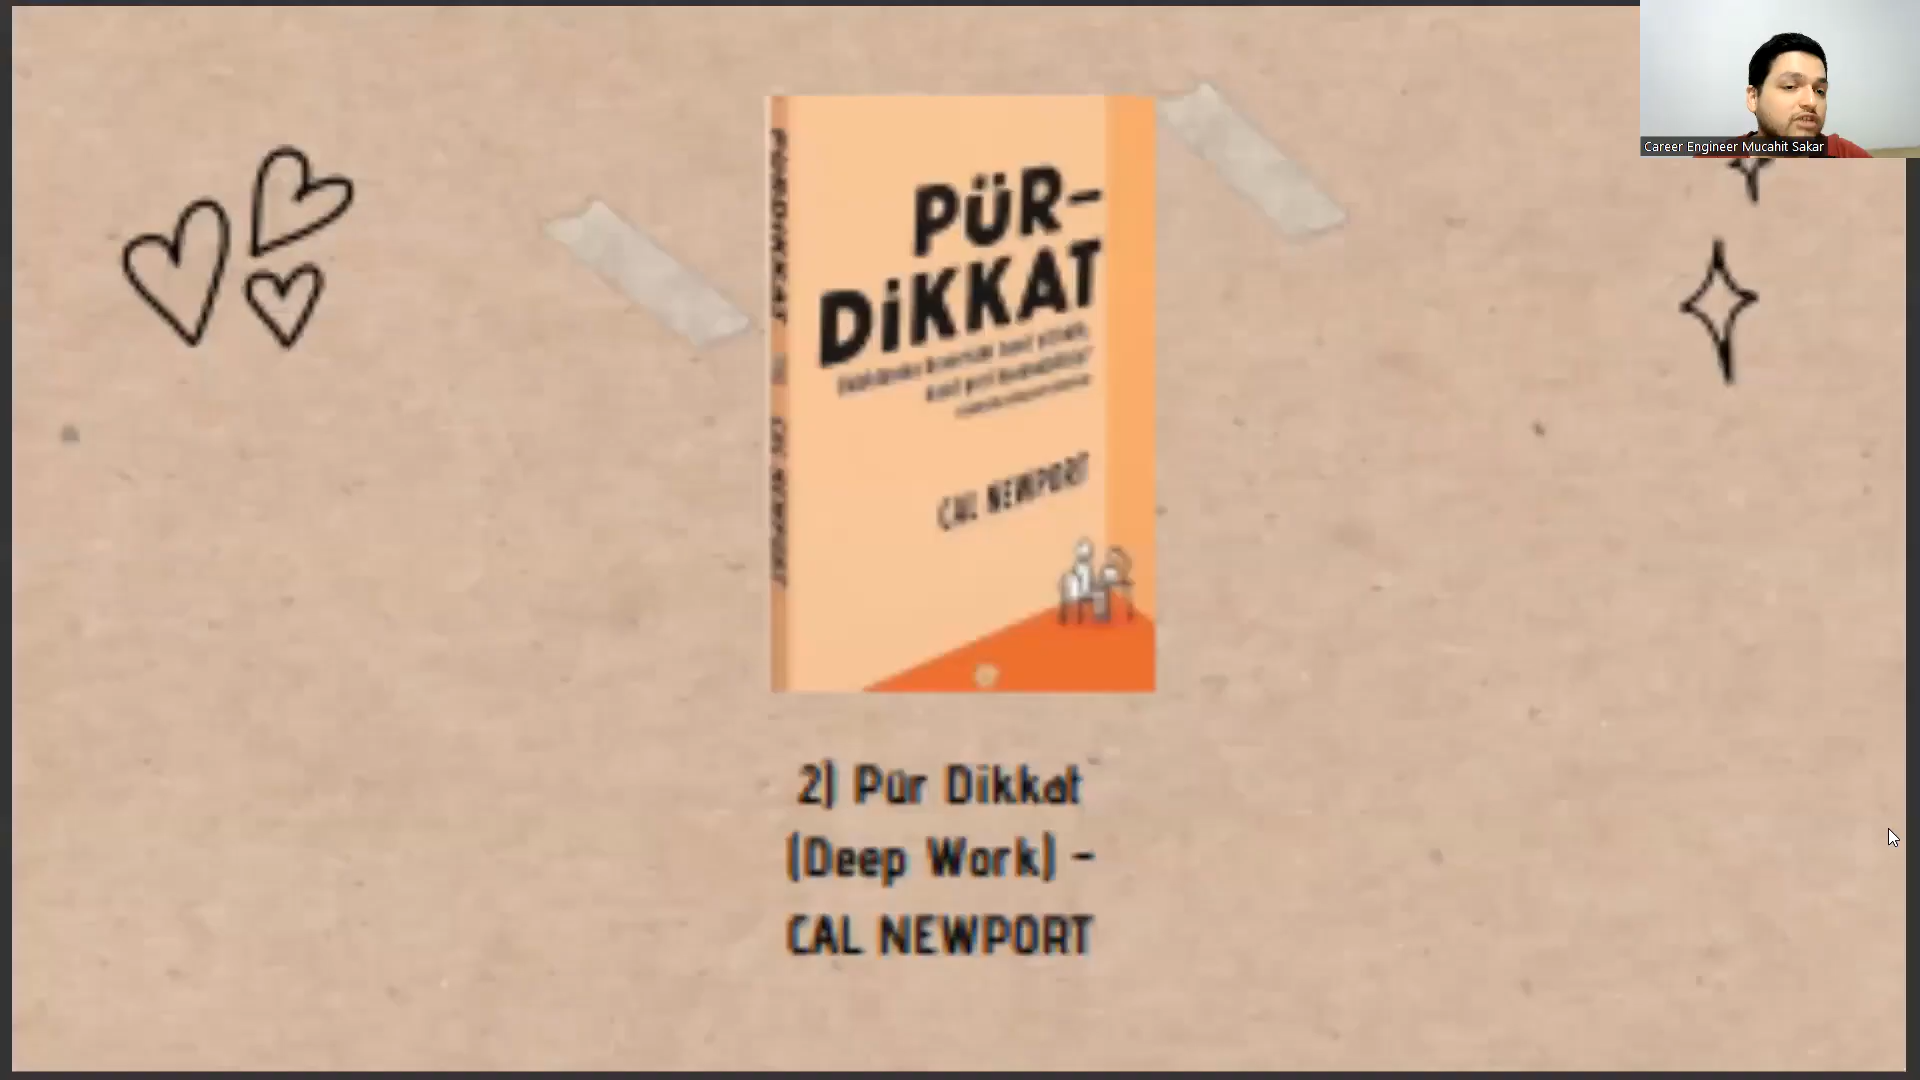 Career Engineer Mucahit Sakar
PÜR-
DİKKAT
CAL NEWPORT
PÜR-DİKKAT
CAL NEWPORT
2) Pür Dikkat
(Deep Work) -
CAL NEWPORT